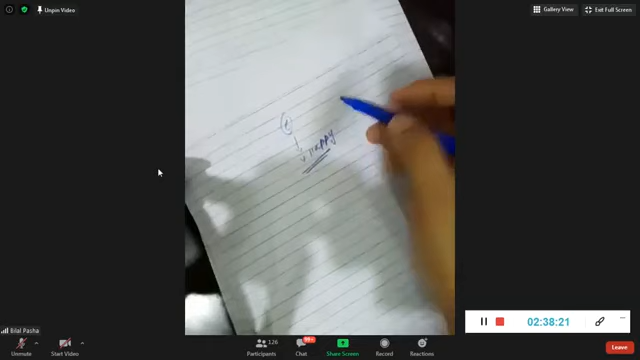 Unpin Video
Gallery View
Exit Full Screen
happy
Bilal Pasha
02:38:21
Unmute
Start Video
126
Participants
99+
Chat
Share Screen
Record
Reactions
Leave